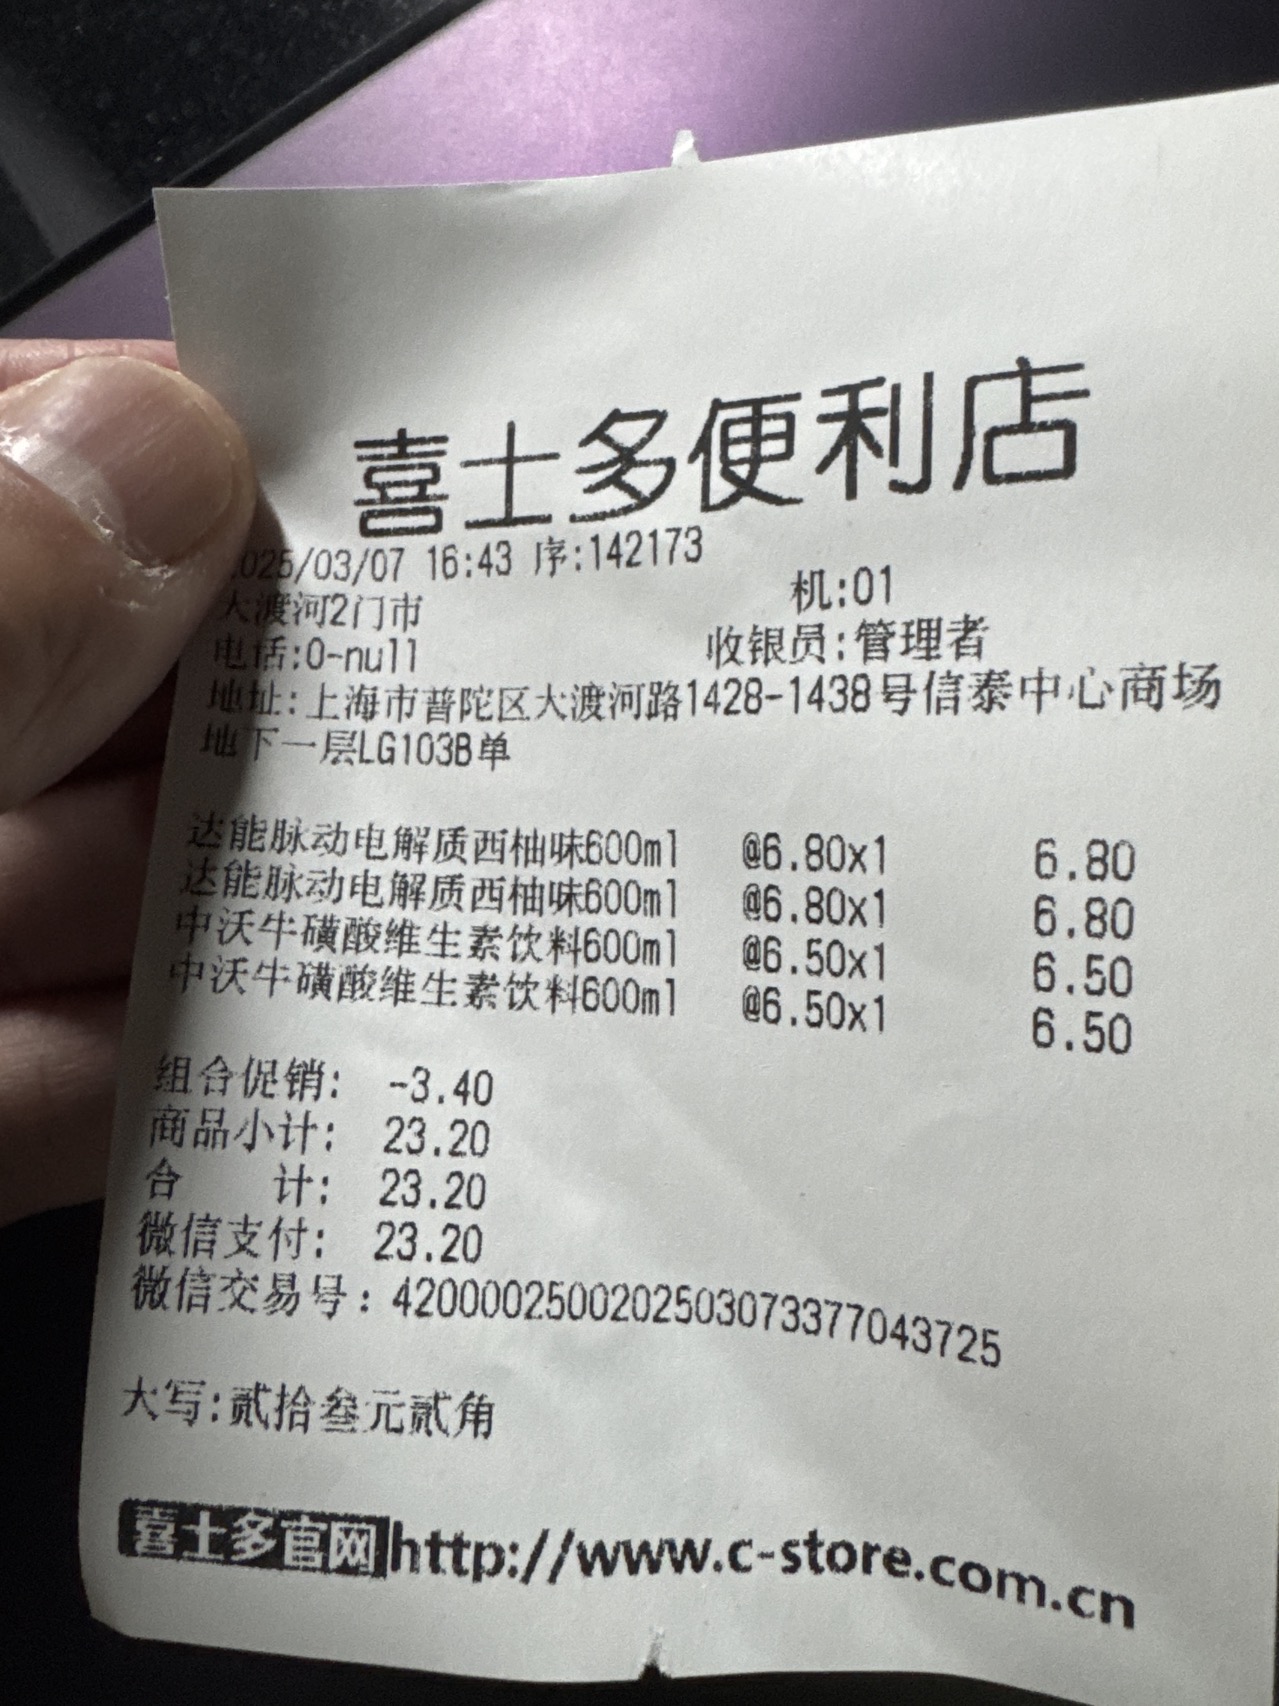 喜士多便利店
2025/03/07 16:43 序:142173
大渡河2门市 机:01
电话:0-null 收银员:管理者
地址:上海市普陀区大渡河路1428-1438号信泰中心商场
地下一层LG103B单
达能脉动电解质西柚味600ml @6.80x1 6.80
达能脉动电解质西柚味600ml @6.80x1 6.80
中沃牛磺酸维生素饮料600ml @6.50x1 6.50
中沃牛磺酸维生素饮料600ml @6.50x1 6.50
组合促销: -3.40
商品小计: 23.20
合 计: 23.20
微信支付: 23.20
微信交易号: 4200002500202503073377043725
大写:贰拾叁元贰角
喜士多官网http://www.c-store.com.cn